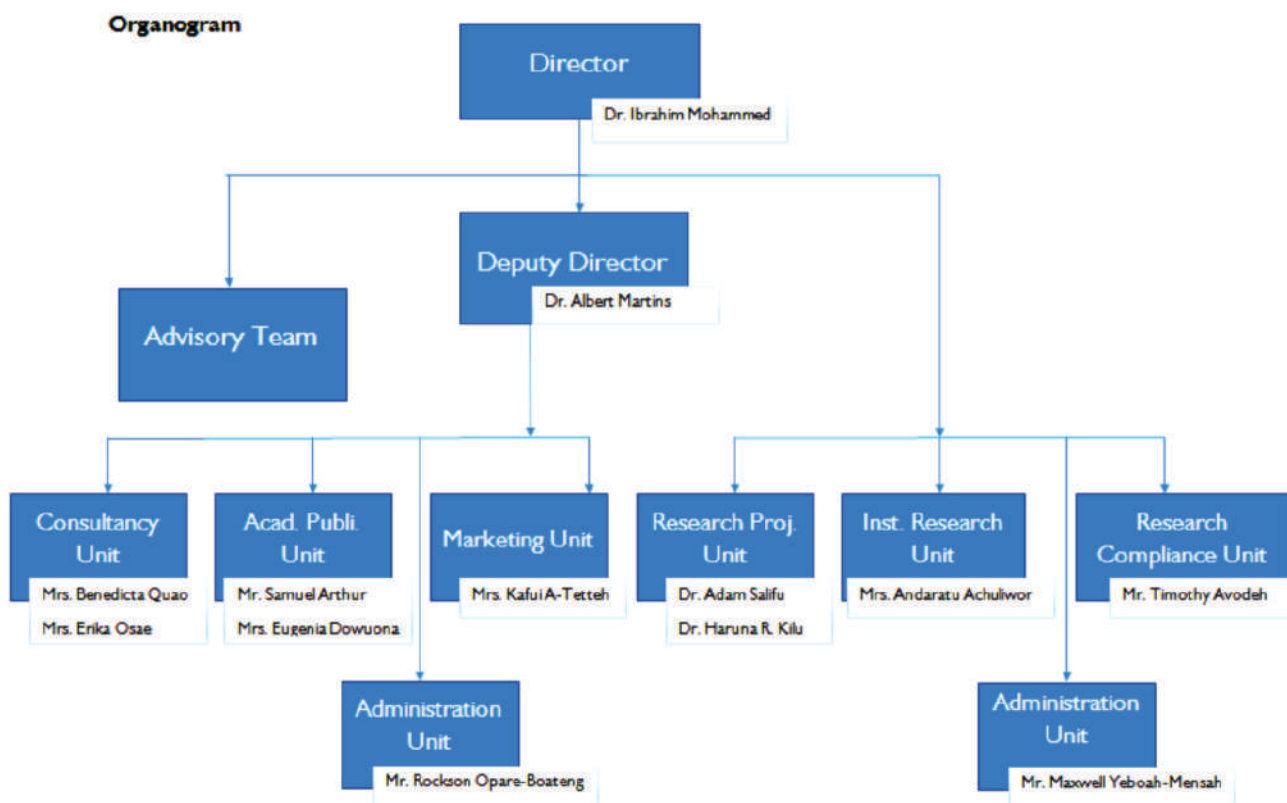 Organogram
Director
Dr. Ibrahim Mohammed
Deputy Director
Dr. Albert Martins
Advisory Team
Consultancy
Unit
Mrs. Benedicta Quao
Mrs. Erika Osae
Acad. Publi.
Unit
Mr. Samuel Arthur
Mrs. Eugenia Dowuona
Marketing Unit
Mrs. Kafui A-Tetteh
Research Proj.
Unit
Dr. Adam Salifu
Dr. Haruna R. Kilu
Inst. Research
Unit
Mrs. Andaratu Achuliwor
Research
Compliance Unit
Mr. Timothy Avodeh
Administration
Unit
Mr. Rockson Opare-Boateng
Administration
Unit
Mr. Maxwell Yeboah-Mensah